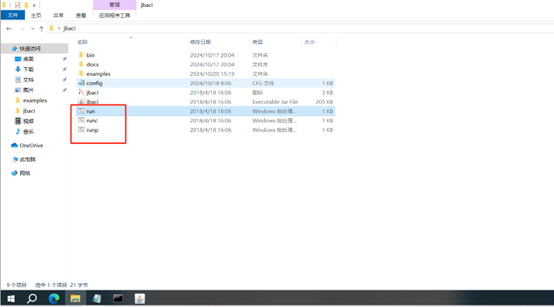 管理
jbaci
文件
主页
共享
查看
应用程序工具
jbaci
名称
修改日期
类型
大小
快速访问
桌面
下载
文档
图片
examples
jbaci
视频
音乐
OneDrive
此电脑
网络
bin
2024/10/17 20:04
文件夹
docs
2024/10/17 20:04
文件夹
examples
2024/10/20 15:19
文件夹
config
2024/10/18 8:06
CFG 文件
1 KB
jbaci
2018/4/18 16:06
图标
3 KB
jbaci
2018/4/18 16:06
Executable Jar File
205 KB
run
2018/4/18 16:06
Windows 批处理...
1 KB
runc
2018/4/18 16:06
Windows 批处理...
1 KB
runp
2018/4/18 16:06
Windows 批处理...
1 KB
9 个项目
选中 1 个项目 21 字节